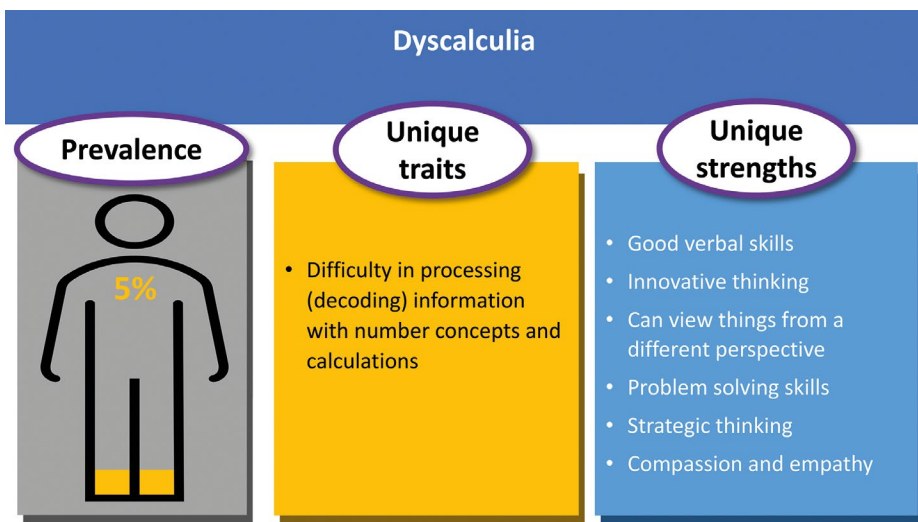 Dyscalculia
Prevalence
5%
Unique
traits
• Difficulty in processing
(decoding) information
with number concepts and
calculations
Unique
strengths
• Good verbal skills
• Innovative thinking
• Can view things from a
different perspective
• Problem solving skills
• Strategic thinking
• Compassion and empathy